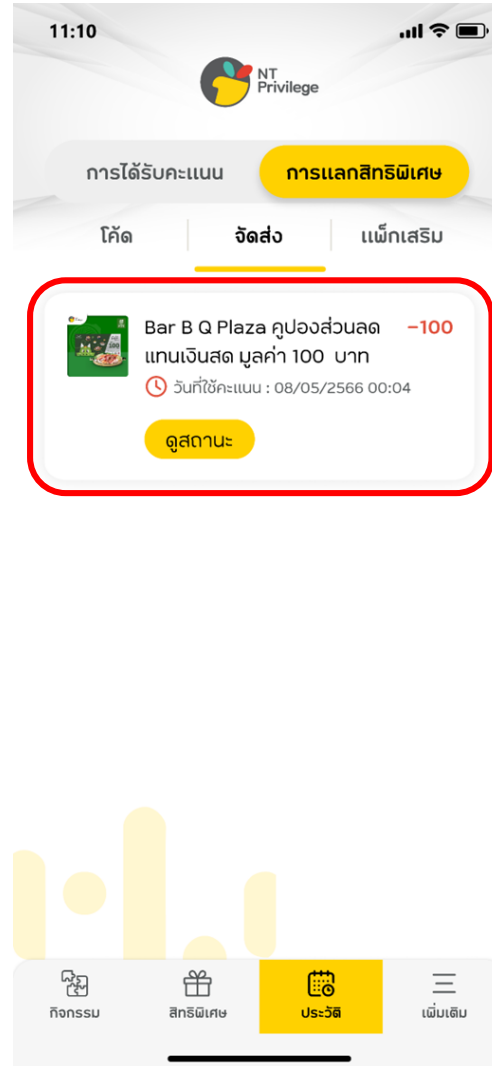 11:10
NT
Privilege
การได้รับคะแนน
การแลกสิทธิพิเศษ
โค้ด
จัดส่ง
แพ็กเสริม
Bar B Q Plaza คูปองส่วนลด
-100
แทนเงินสด มูลค่า 100 บาท
วันที่ใช้คะแนน : 08/05/2566 00:04
ดูสถานะ
กิจกรรม
สิทธิพิเศษ
ประวัติ
เพิ่มเติม